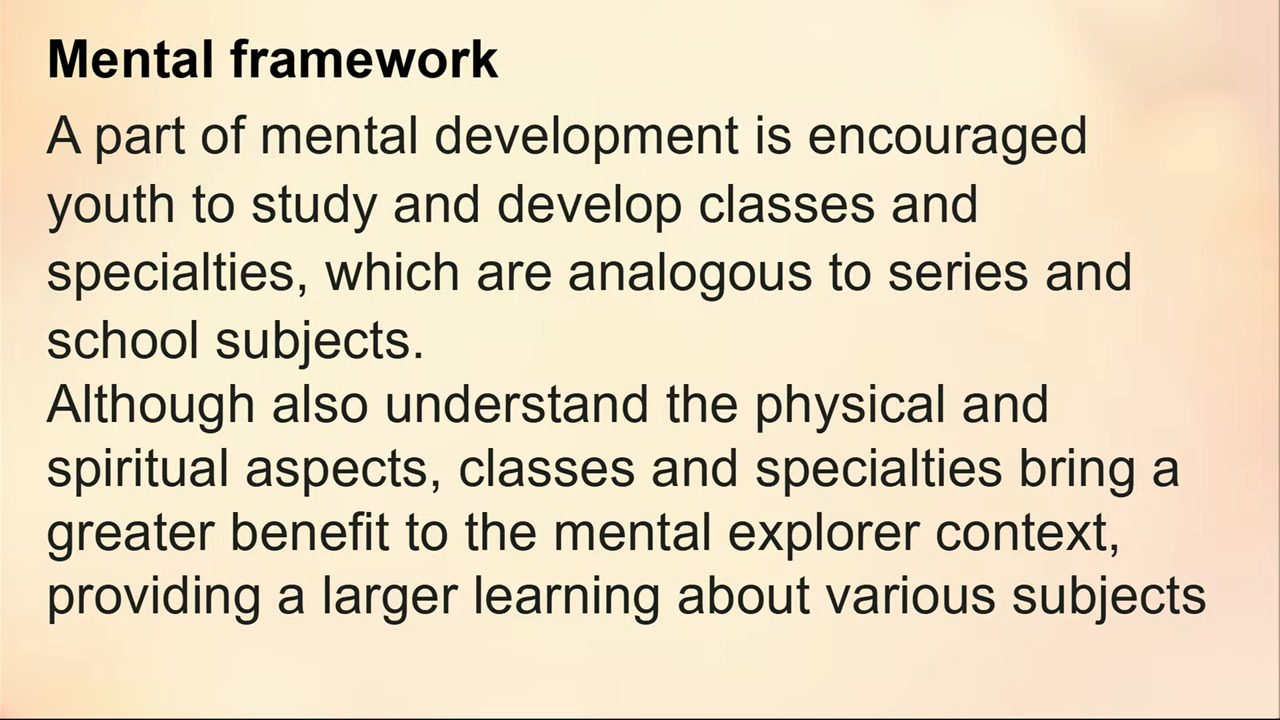 Mental framework
A part of mental development is encouraged
youth to study and develop classes and
specialties, which are analogous to series and
school subjects.
Although also understand the physical and
spiritual aspects, classes and specialties bring a
greater benefit to the mental explorer context,
providing a larger learning about various subjects